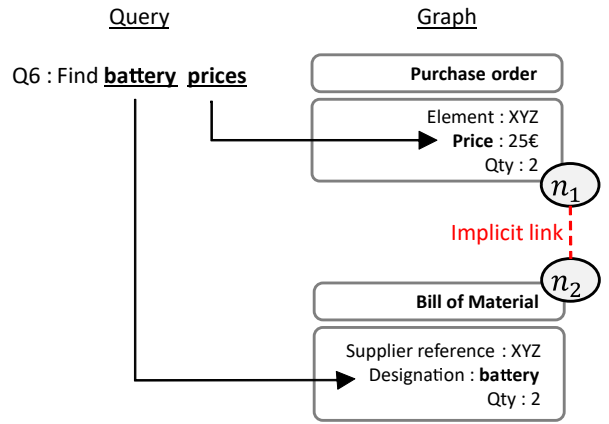 Query
Graph
Q6 : Find battery prices
Purchase order
Element : XYZ
Price : 25€
Qty : 2
n1
Implicit link
n2
Bill of Material
Supplier reference : XYZ
Designation : battery
Qty : 2